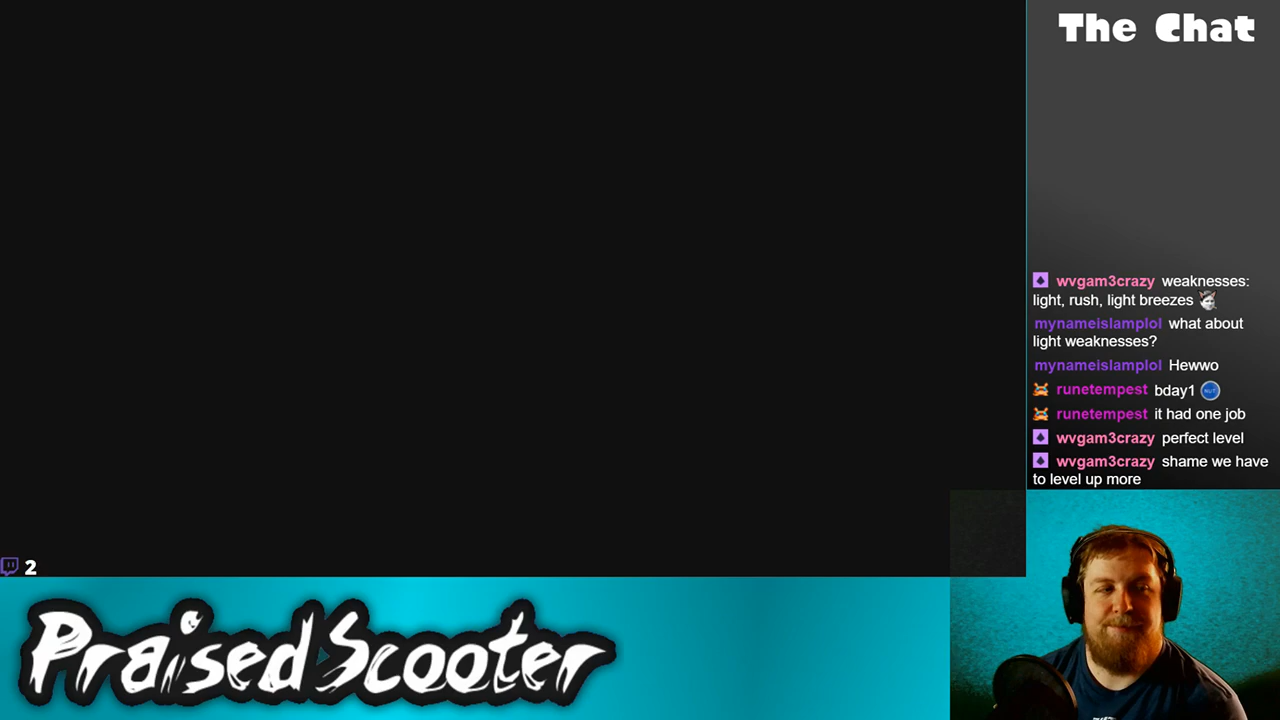 The Chat
wvgam3crazy weaknesses:
light, rush, light breezes
mynameislamplol what about
light weaknesses?
mynameislamplol Hewwo
runetempest bday1
runetempest it had one job
wvgam3crazy perfect level
wvgam3crazy shame we have
to level up more
2
PraisedScooter